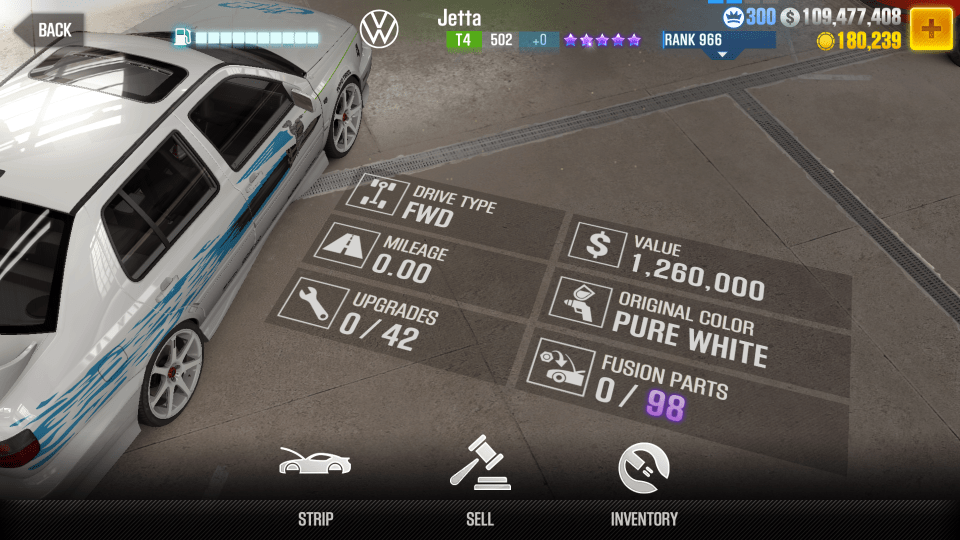 BACK
Jetta
T4 502 +0
RANK 966
300 $ 109,477,408
180,239
DRIVE TYPE
FWD
MILEAGE
0.00
UPGRADES
0 / 42
$ VALUE
1,260,000
ORIGINAL COLOR
PURE WHITE
FUSION PARTS
0 / 98
STRIP
SELL
INVENTORY